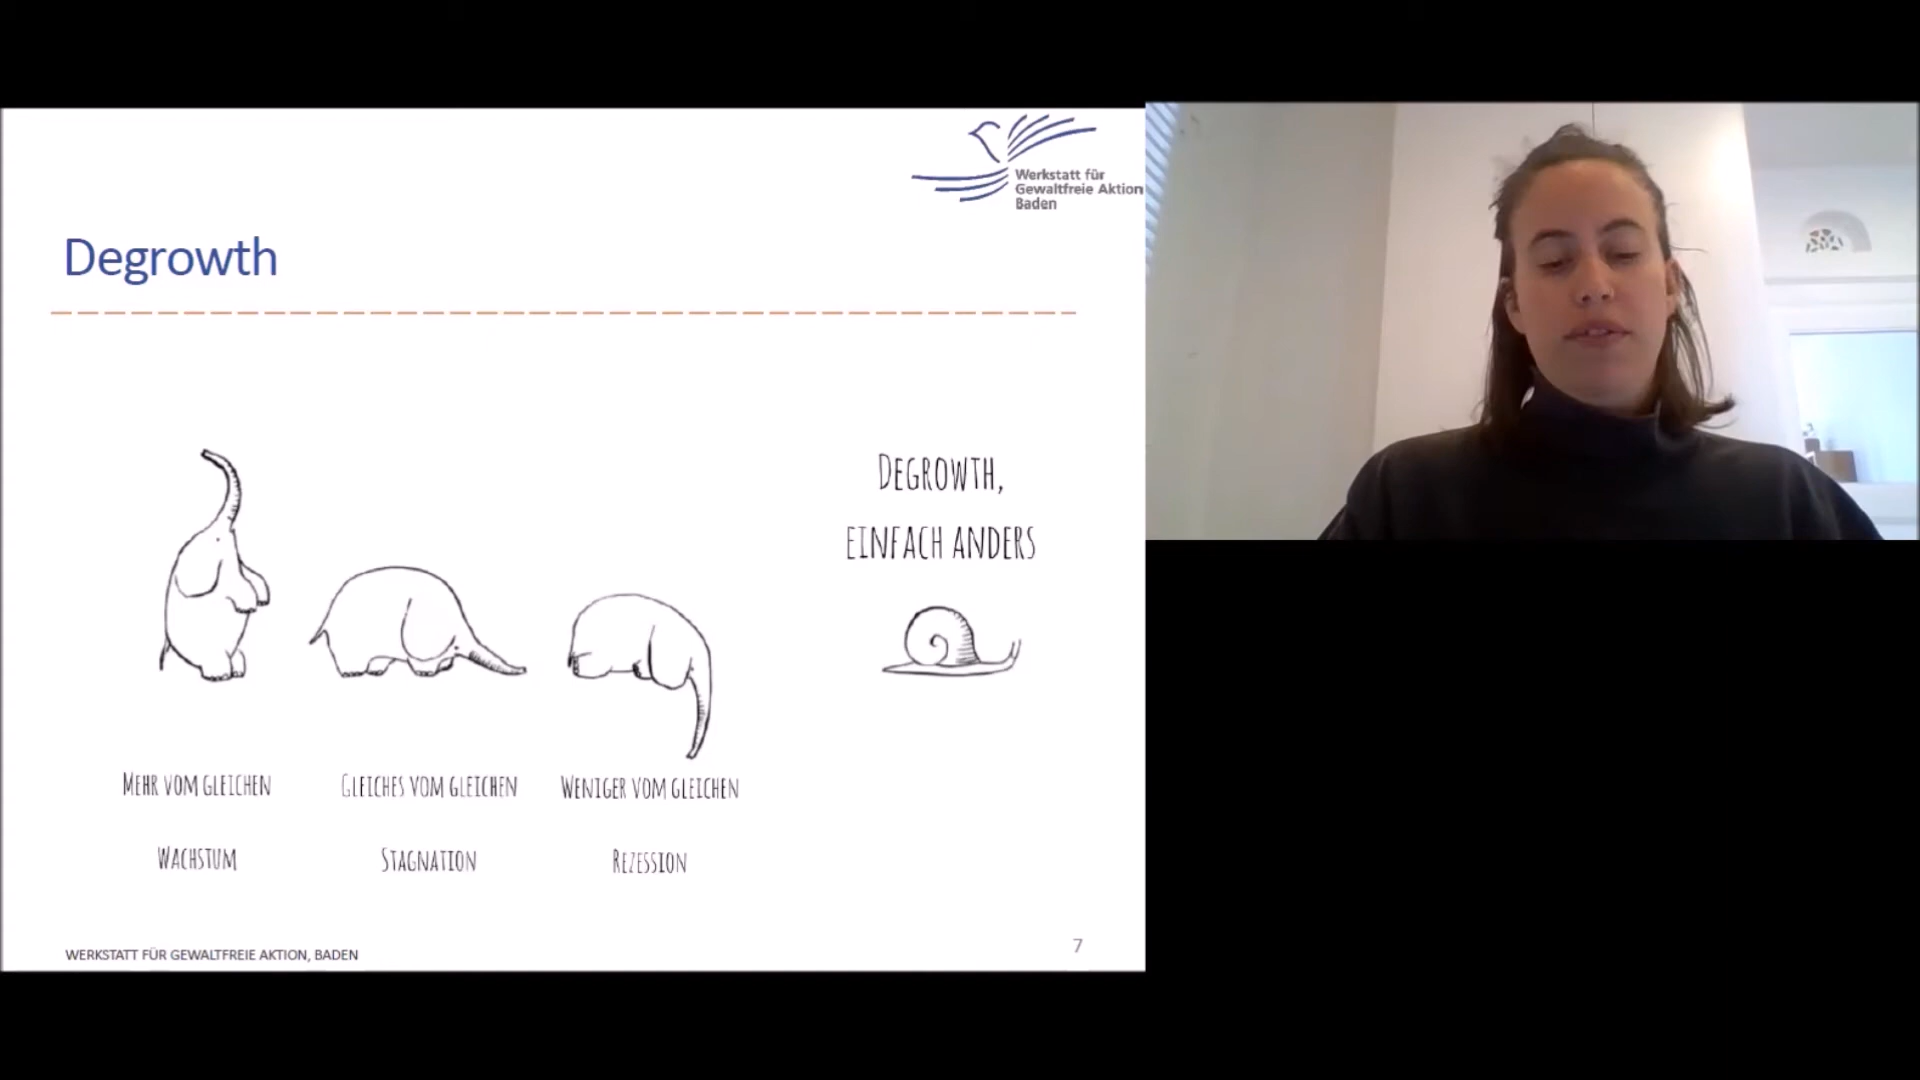 Werkstatt für
Gewaltfreie Aktion
Baden
Degrowth
DEGROWTH,
EINFACH ANDERS
MEHR VOM GLEICHEN
GLEICHES VOM GLEICHEN
WENIGER VOM GLEICHEN
WACHSTUM
STAGNATION
REZESSION
WERKSTATT FÜR GEWALTFREIE AKTION, BADEN
7